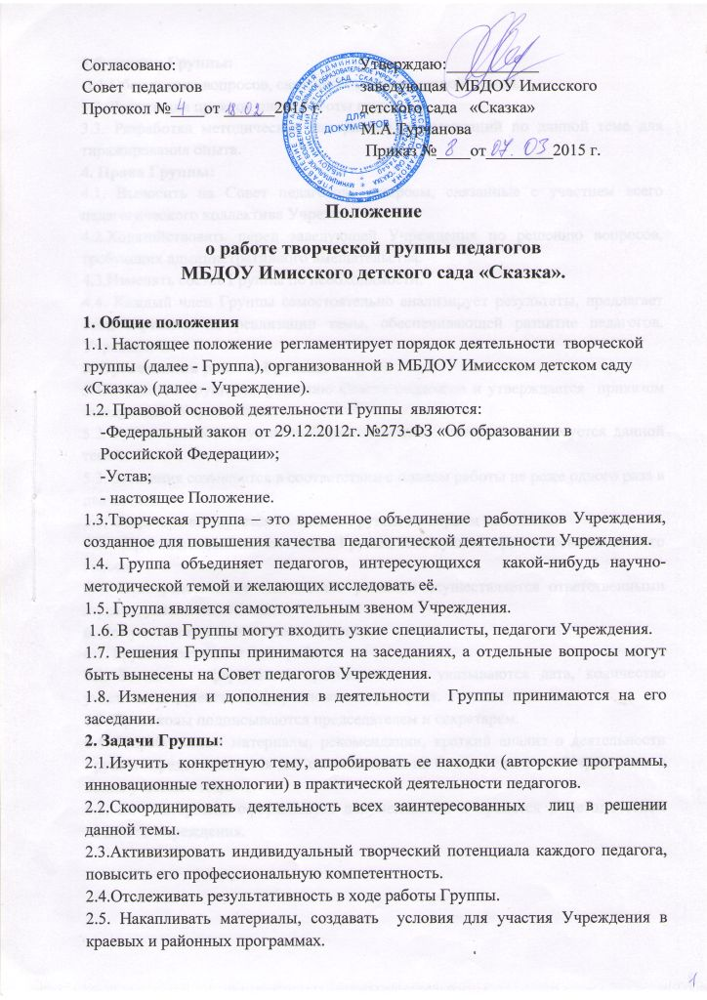 Согласовано:
Совет педагогов
Протокол № 4 от 18.02 2015 г.
Утверждаю:
заведующая МБДОУ Имисского
детского сада «Сказка»
М.А.Турчанова
Приказ № 8 от 07. 03 2015 г.
ДЛЯ
ДОКУМЕНТОВ
Положение
о работе творческой группы педагогов
МБДОУ Имисского детского сада «Сказка».
1. Общие положения
1.1. Настоящее положение регламентирует порядок деятельности творческой
группы (далее - Группа), организованной в МБДОУ Имисском детском саду
«Сказка» (далее - Учреждение).
1.2. Правовой основой деятельности Группы являются:
-Федеральный закон от 29.12.2012г. №273-ФЗ «Об образовании в
Российской Федерации»;
-Устав;
- настоящее Положение.
1.3.Творческая группа – это временное объединение работников Учреждения,
созданное для повышения качества педагогической деятельности Учреждения.
1.4. Группа объединяет педагогов, интересующихся какой-нибудь научно-
методической темой и желающих исследовать её.
1.5. Группа является самостоятельным звеном Учреждения.
1.6. В состав Группы могут входить узкие специалисты, педагоги Учреждения.
1.7. Решения Группы принимаются на заседаниях, а отдельные вопросы могут
быть вынесены на Совет педагогов Учреждения.
1.8. Изменения и дополнения в деятельности Группы принимаются на его
заседании.
2. Задачи Группы:
2.1.Изучить конкретную тему, апробировать ее находки (авторские программы,
инновационные технологии) в практической деятельности педагогов.
2.2.Скоординировать деятельность всех заинтересованных лиц в решении
данной темы.
2.3.Активизировать индивидуальный творческий потенциала каждого педагога,
повысить его профессиональную компетентность.
2.4.Отслеживать результативность в ходе работы Группы.
2.5. Накапливать материалы, создавать условия для участия Учреждения в
краевых и районных программах.
1